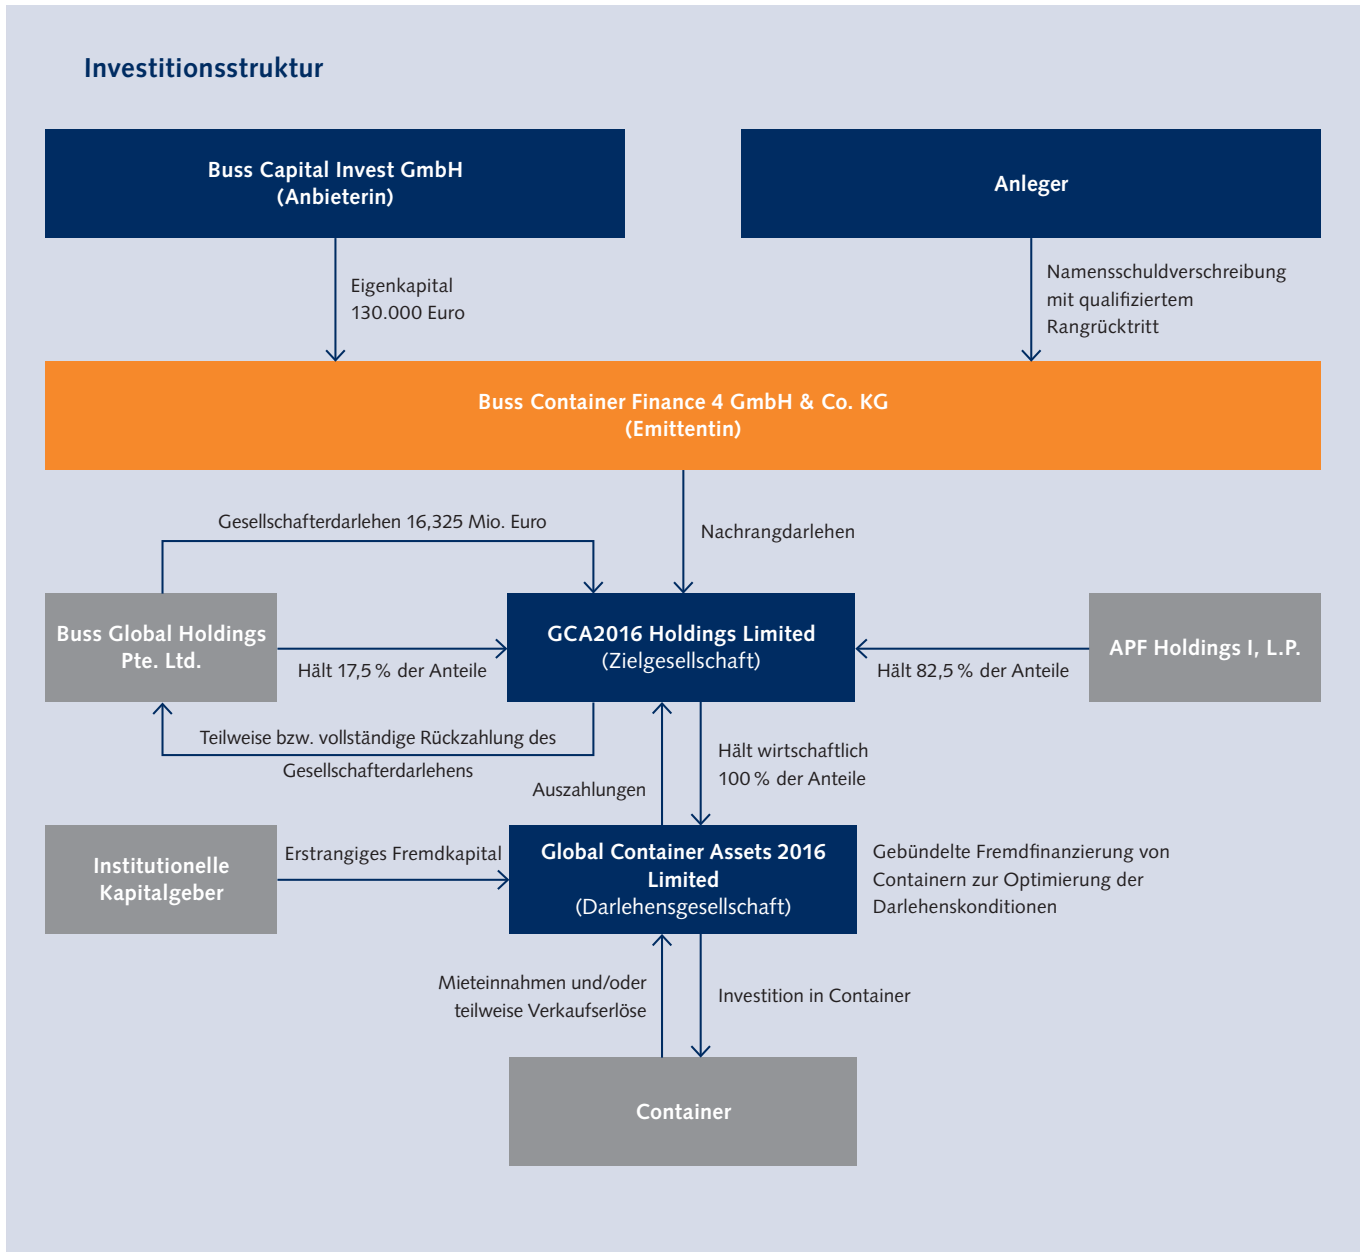 Investitionsstruktur
Buss Capital Invest GmbH
(Anbieterin)
Anleger
Eigenkapital
130.000 Euro
Namensschuldverschreibung
mit qualifiziertem
Rangrücktritt
Buss Container Finance 4 GmbH & Co. KG
(Emittentin)
Gesellschafterdarlehen 16,325 Mio. Euro
Nachrangdarlehen
Buss Global Holdings
Pte. Ltd.
Hält 17,5 % der Anteile
GCA2016 Holdings Limited
(Zielgesellschaft)
Hält 82,5 % der Anteile
APF Holdings I, L.P.
Teilweise bzw. vollständige Rückzahlung des
Gesellschafterdarlehens
Auszahlungen
Hält wirtschaftlich
100 % der Anteile
Institutionelle
Kapitalgeber
Erstrangiges Fremdkapital
Global Container Assets 2016
Limited
(Darlehensgesellschaft)
Gebündelte Fremdfinanzierung von
Containern zur Optimierung der
Darlehenskonditionen
Mieteinnahmen und/oder
teilweise Verkaufserlöse
Investition in Container
Container